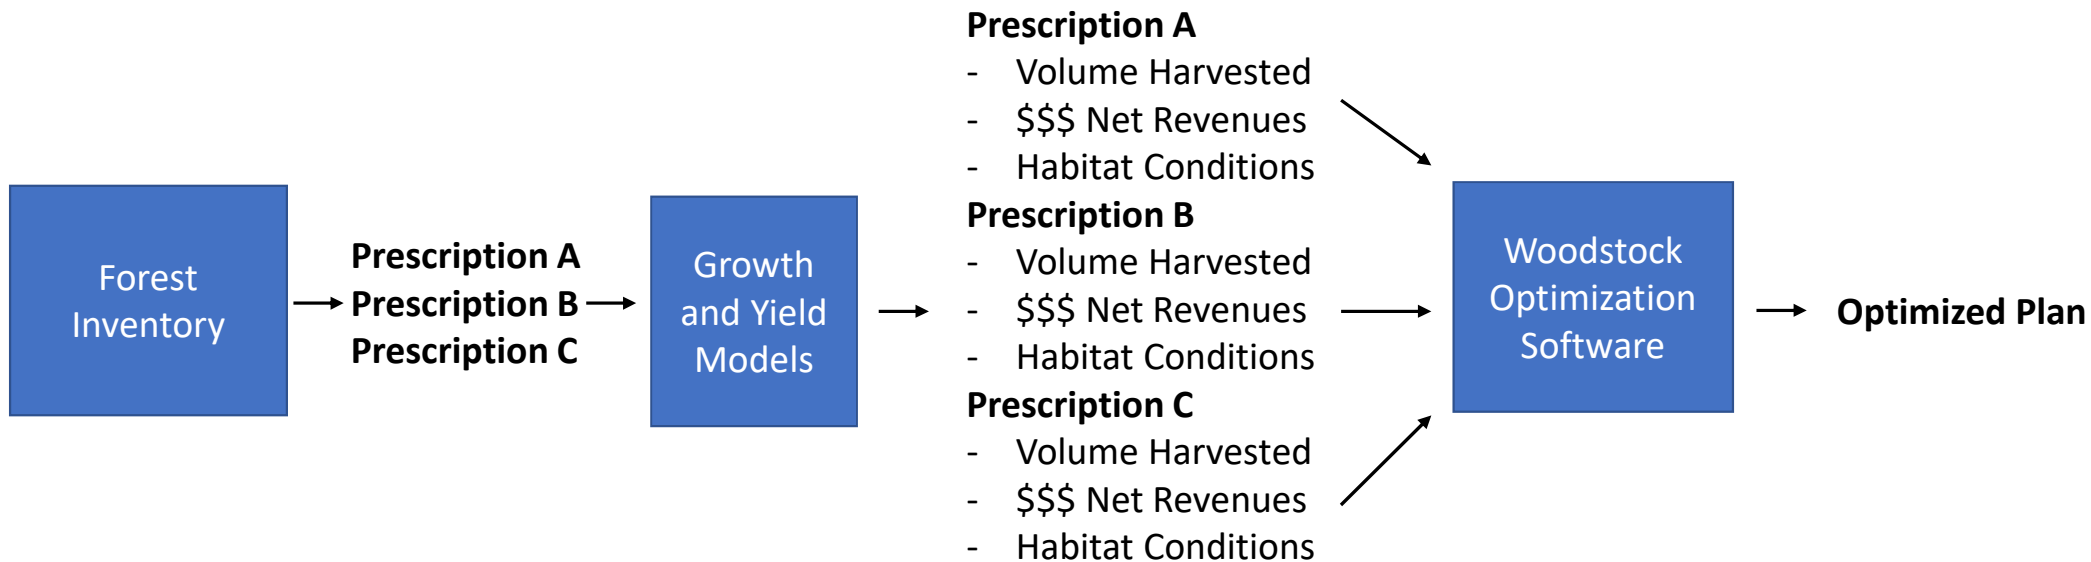 Forest
Inventory
Prescription A
Prescription B
Prescription C
Growth
and Yield
Models
Prescription A
- Volume Harvested
- $$$ Net Revenues
- Habitat Conditions
Prescription B
- Volume Harvested
- $$$ Net Revenues
- Habitat Conditions
Prescription C
- Volume Harvested
- $$$ Net Revenues
- Habitat Conditions
Woodstock
Optimization
Software
Optimized Plan